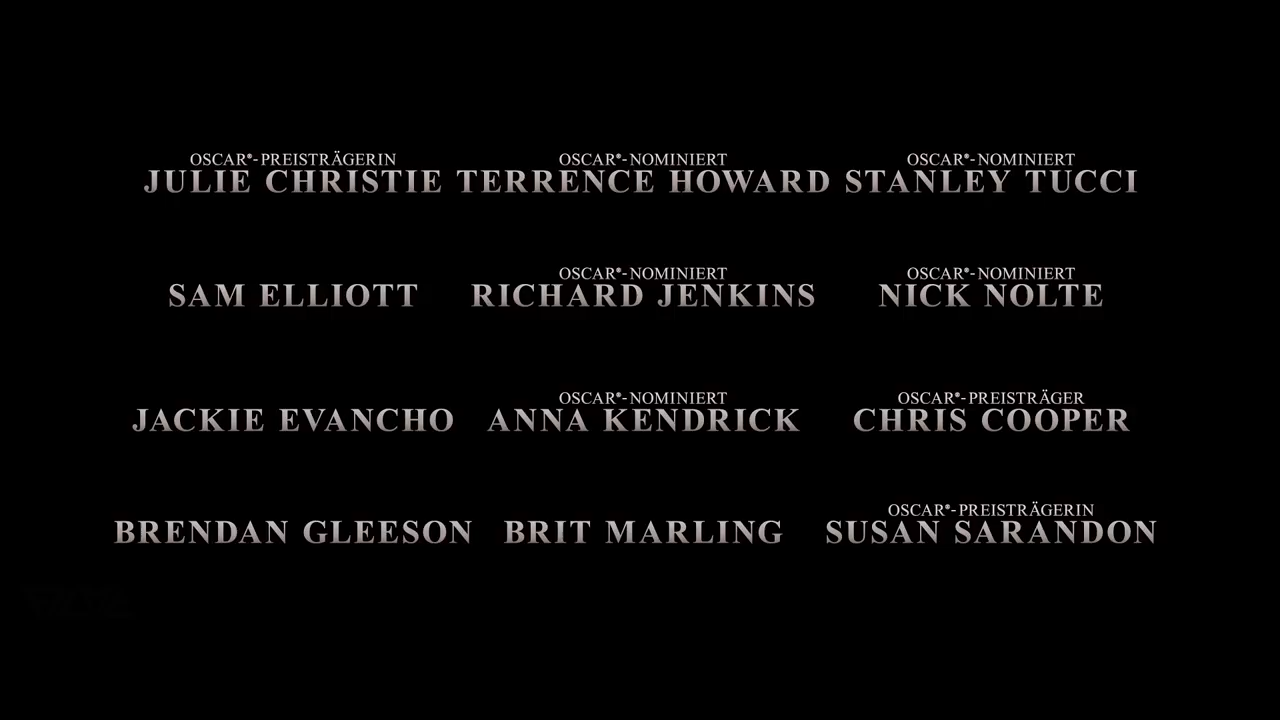 OSCAR®-PREISTRÄGERIN OSCAR®-NOMINIERT OSCAR®-NOMINIERT
JULIE CHRISTIE TERRENCE HOWARD STANLEY TUCCI
OSCAR®-NOMINIERT OSCAR®-NOMINIERT
SAM ELLIOTT RICHARD JENKINS NICK NOLTE
OSCAR®-NOMINIERT OSCAR®-PREISTRÄGER
JACKIE EVANCHO ANNA KENDRICK CHRIS COOPER
OSCAR®-PREISTRÄGERIN
BRENDAN GLEESON BRIT MARLING SUSAN SARANDON